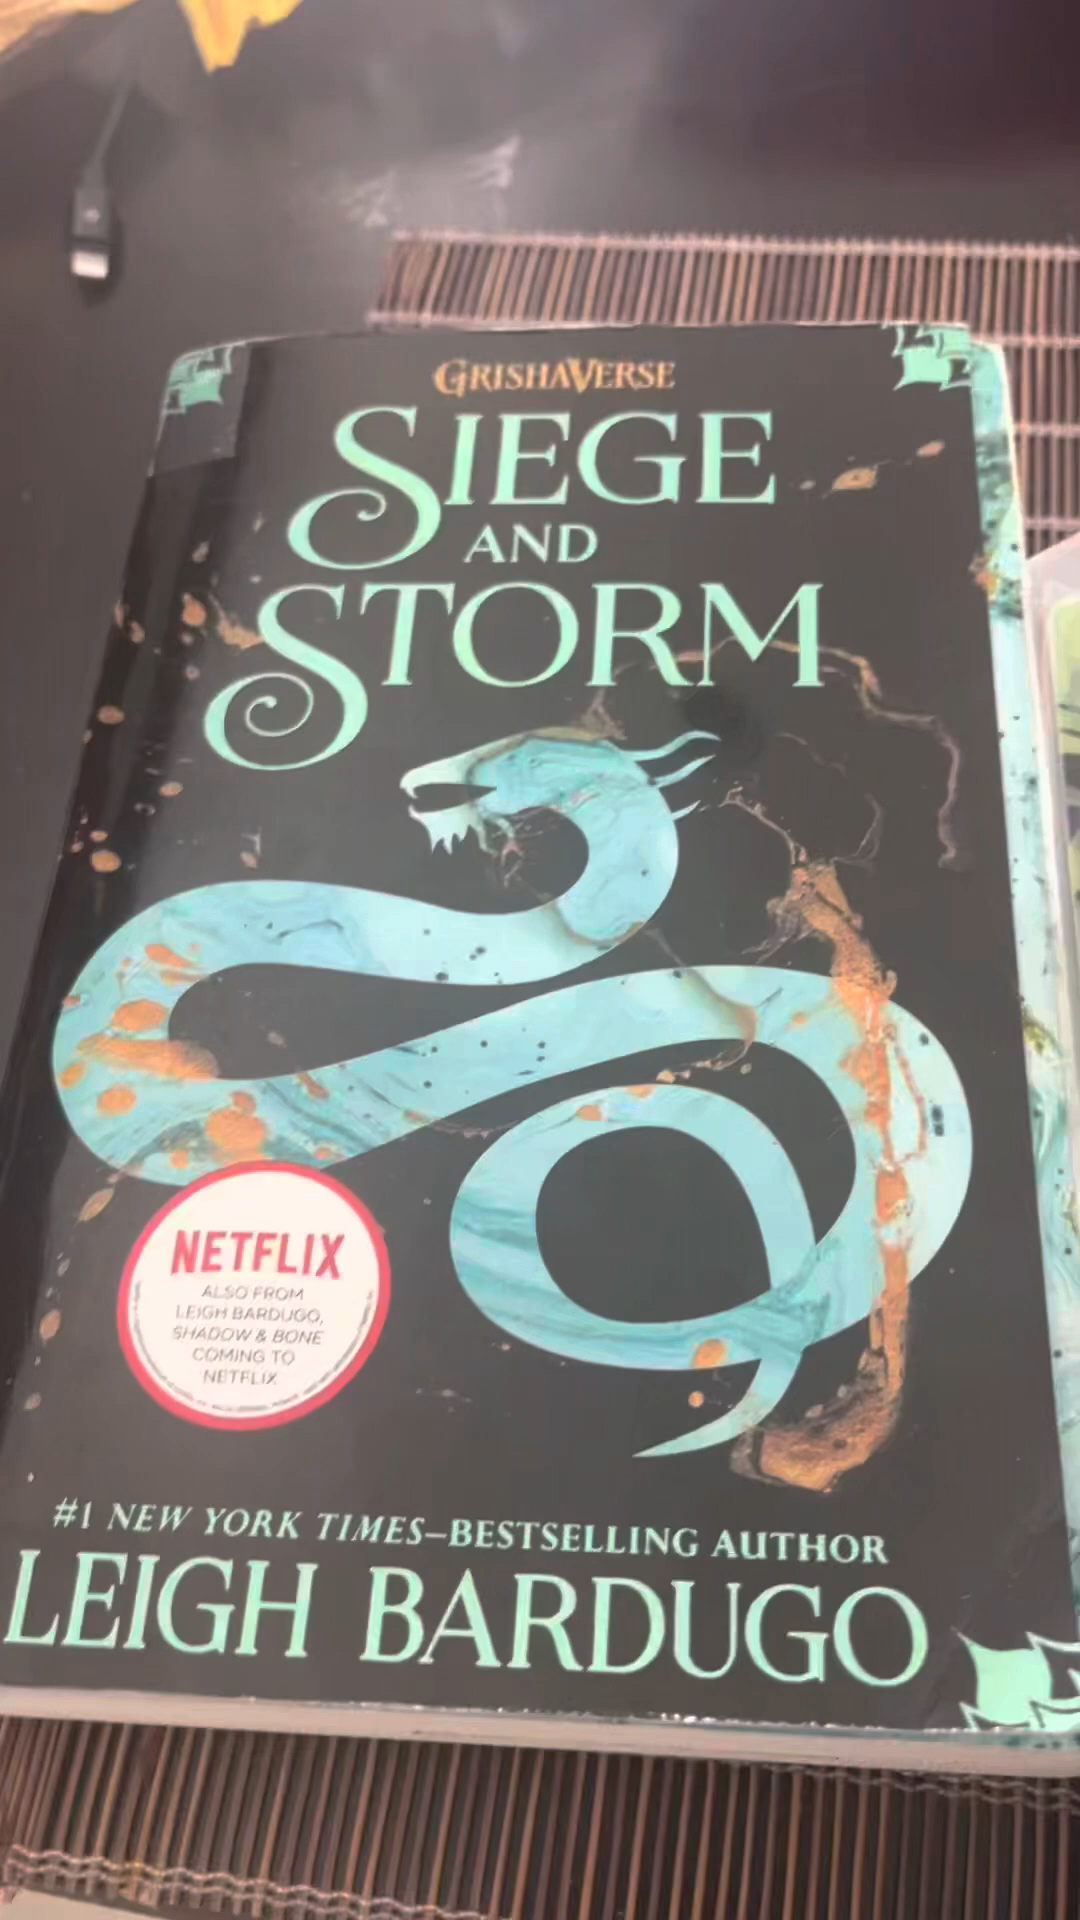 GRISHAVERSE
SIEGE
AND
STORM
NETFLIX
ALSO FROM
LEIGH BARDUGO,
SHADOW & BONE
COMING TO
NETFLIX
#1 NEW YORK TIMES–BESTSELLING AUTHOR
LEIGH BARDUGO